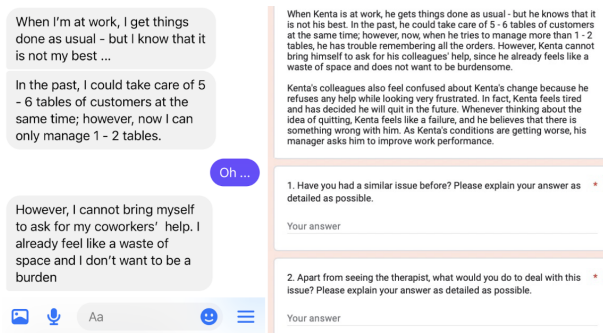 When I'm at work, I get things
done as usual - but I know that it
is not my best ...
In the past, I could take care of 5
- 6 tables of customers at the
same time; however, now I can
only manage 1 - 2 tables.
Oh ...
However, I cannot bring myself
to ask for my coworkers' help. I
already feel like a waste of
space and I don't want to be a
burden
Aa
When Kenta is at work, he gets things done as usual - but he knows that it
is not his best. In the past, he could take care of 5 - 6 tables of customers
at the same time; however, now, when he tries to manage more than 1 - 2
tables, he has trouble remembering all the orders. However, Kenta cannot
bring himself to ask for his colleagues' help, since he already feels like a
waste of space and does not want to be burdensome.
Kenta's colleagues also feel confused about Kenta's change because he
refuses any help while looking very frustrated. In fact, Kenta feels tired
and has decided he will quit in the future. Whenever thinking about the
idea of quitting, Kenta feels like a failure, and he believes that there is
something wrong with him. As Kenta's conditions are getting worse, his
manager asks him to improve work performance.
1. Have you had a similar issue before? Please explain your answer as *
detailed as possible.
Your answer
2. Apart from seeing the therapist, what would you do to deal with this *
issue? Please explain your answer as detailed as possible.
Your answer